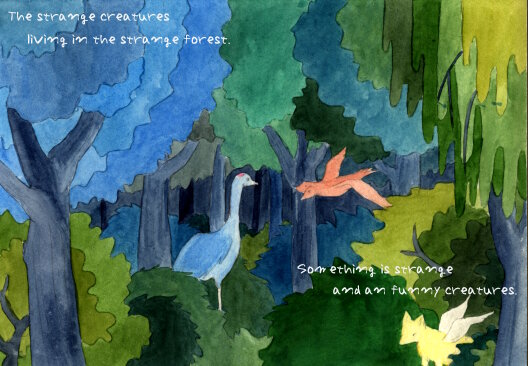 The strange creatures
living in the strange forest.
Something is strange
and an funny creatures.